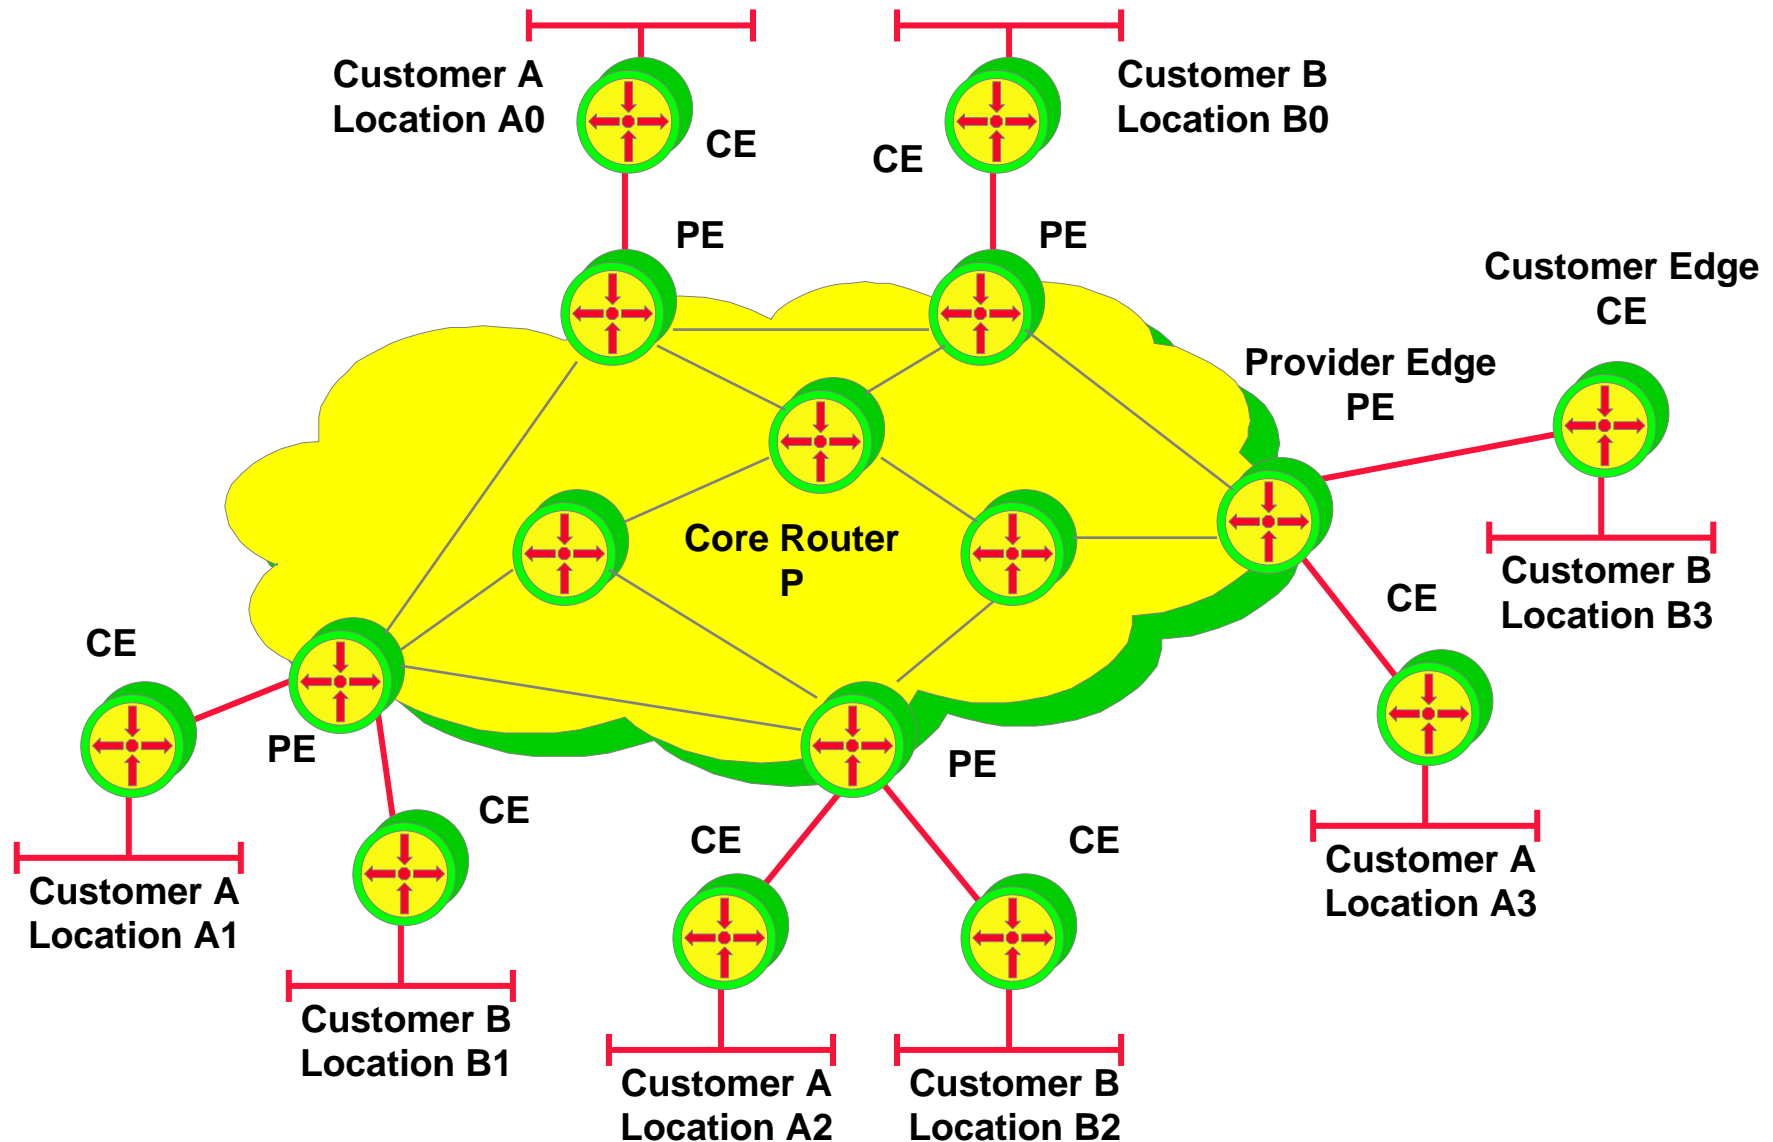 Customer A
Location A0
CE
Customer B
Location B0
CE
PE
PE
Customer Edge
CE
Provider Edge
PE
Core Router
P
Customer B
Location B3
CE
CE
PE
PE
CE
CE
CE
Customer A
Location A3
Customer A
Location A1
Customer B
Location B1
Customer A
Location A2
Customer B
Location B2